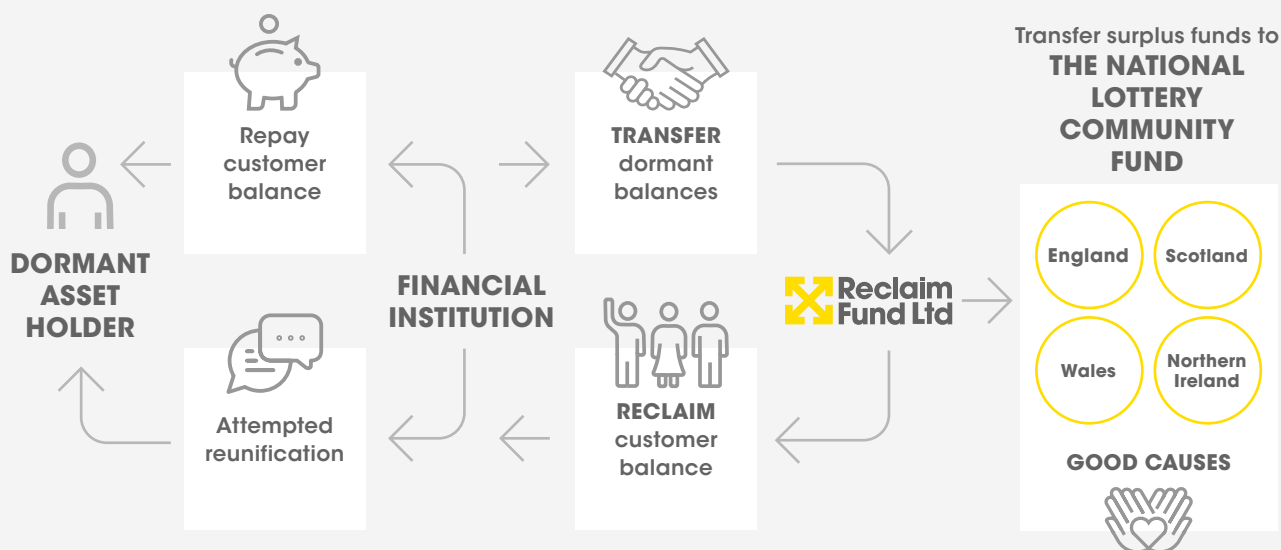 Repay
customer
balance
TRANSFER
dormant
balances
Transfer surplus funds to
THE NATIONAL
LOTTERY
COMMUNITY
FUND
DORMANT
ASSET
HOLDER
FINANCIAL
INSTITUTION
Reclaim
Fund Ltd
England
Scotland
Wales
Northern
Ireland
Attempted
reunification
RECLAIM
customer
balance
GOOD CAUSES